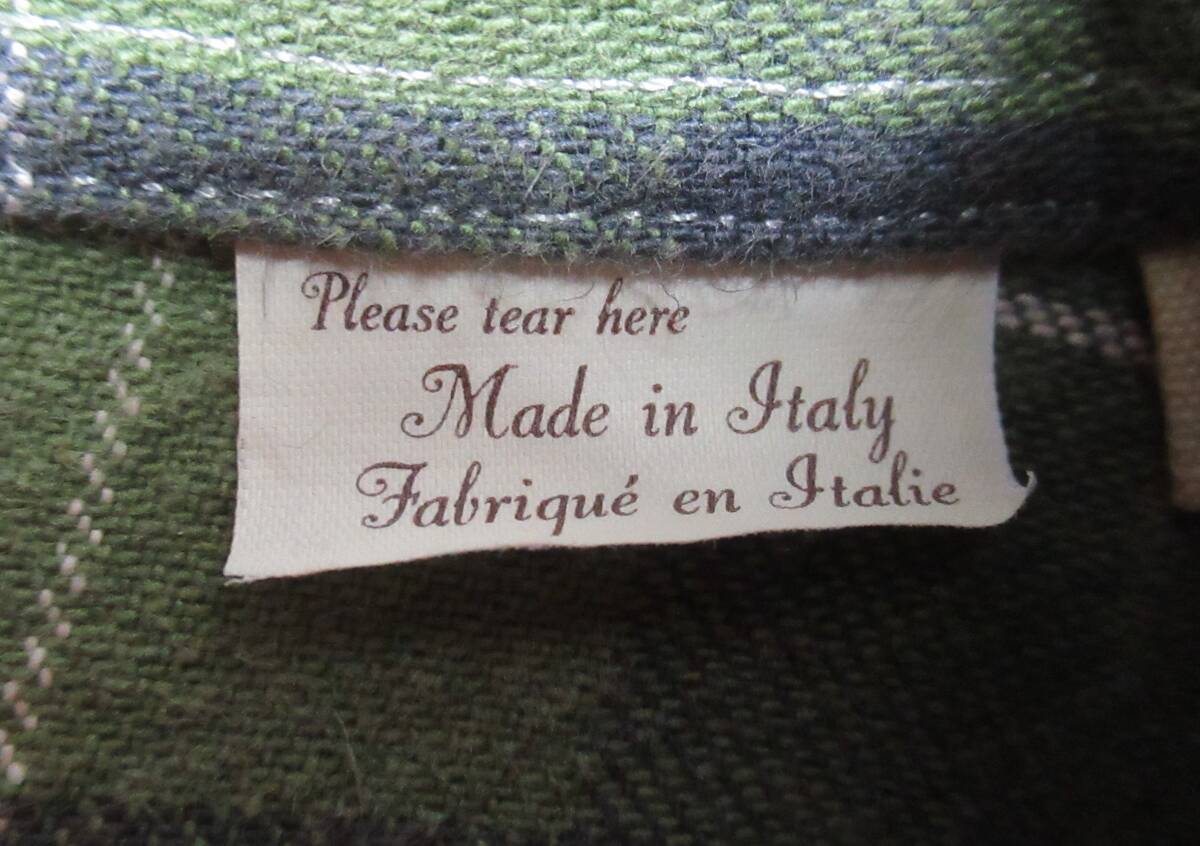 Please tear here
Made in Italy
Fabriqué en Italie